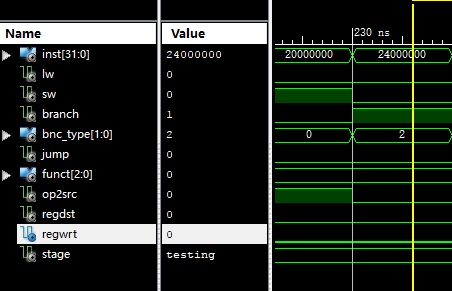 Name Value 230 ns
inst[31:0] 24000000 20000000 24000000
lw 0
sw 0
branch 1
bnc_type[1:0] 2 0 2
jump 0
funct[2:0] 0
op2src 0
regdst 0
regwrt 0
stage testing